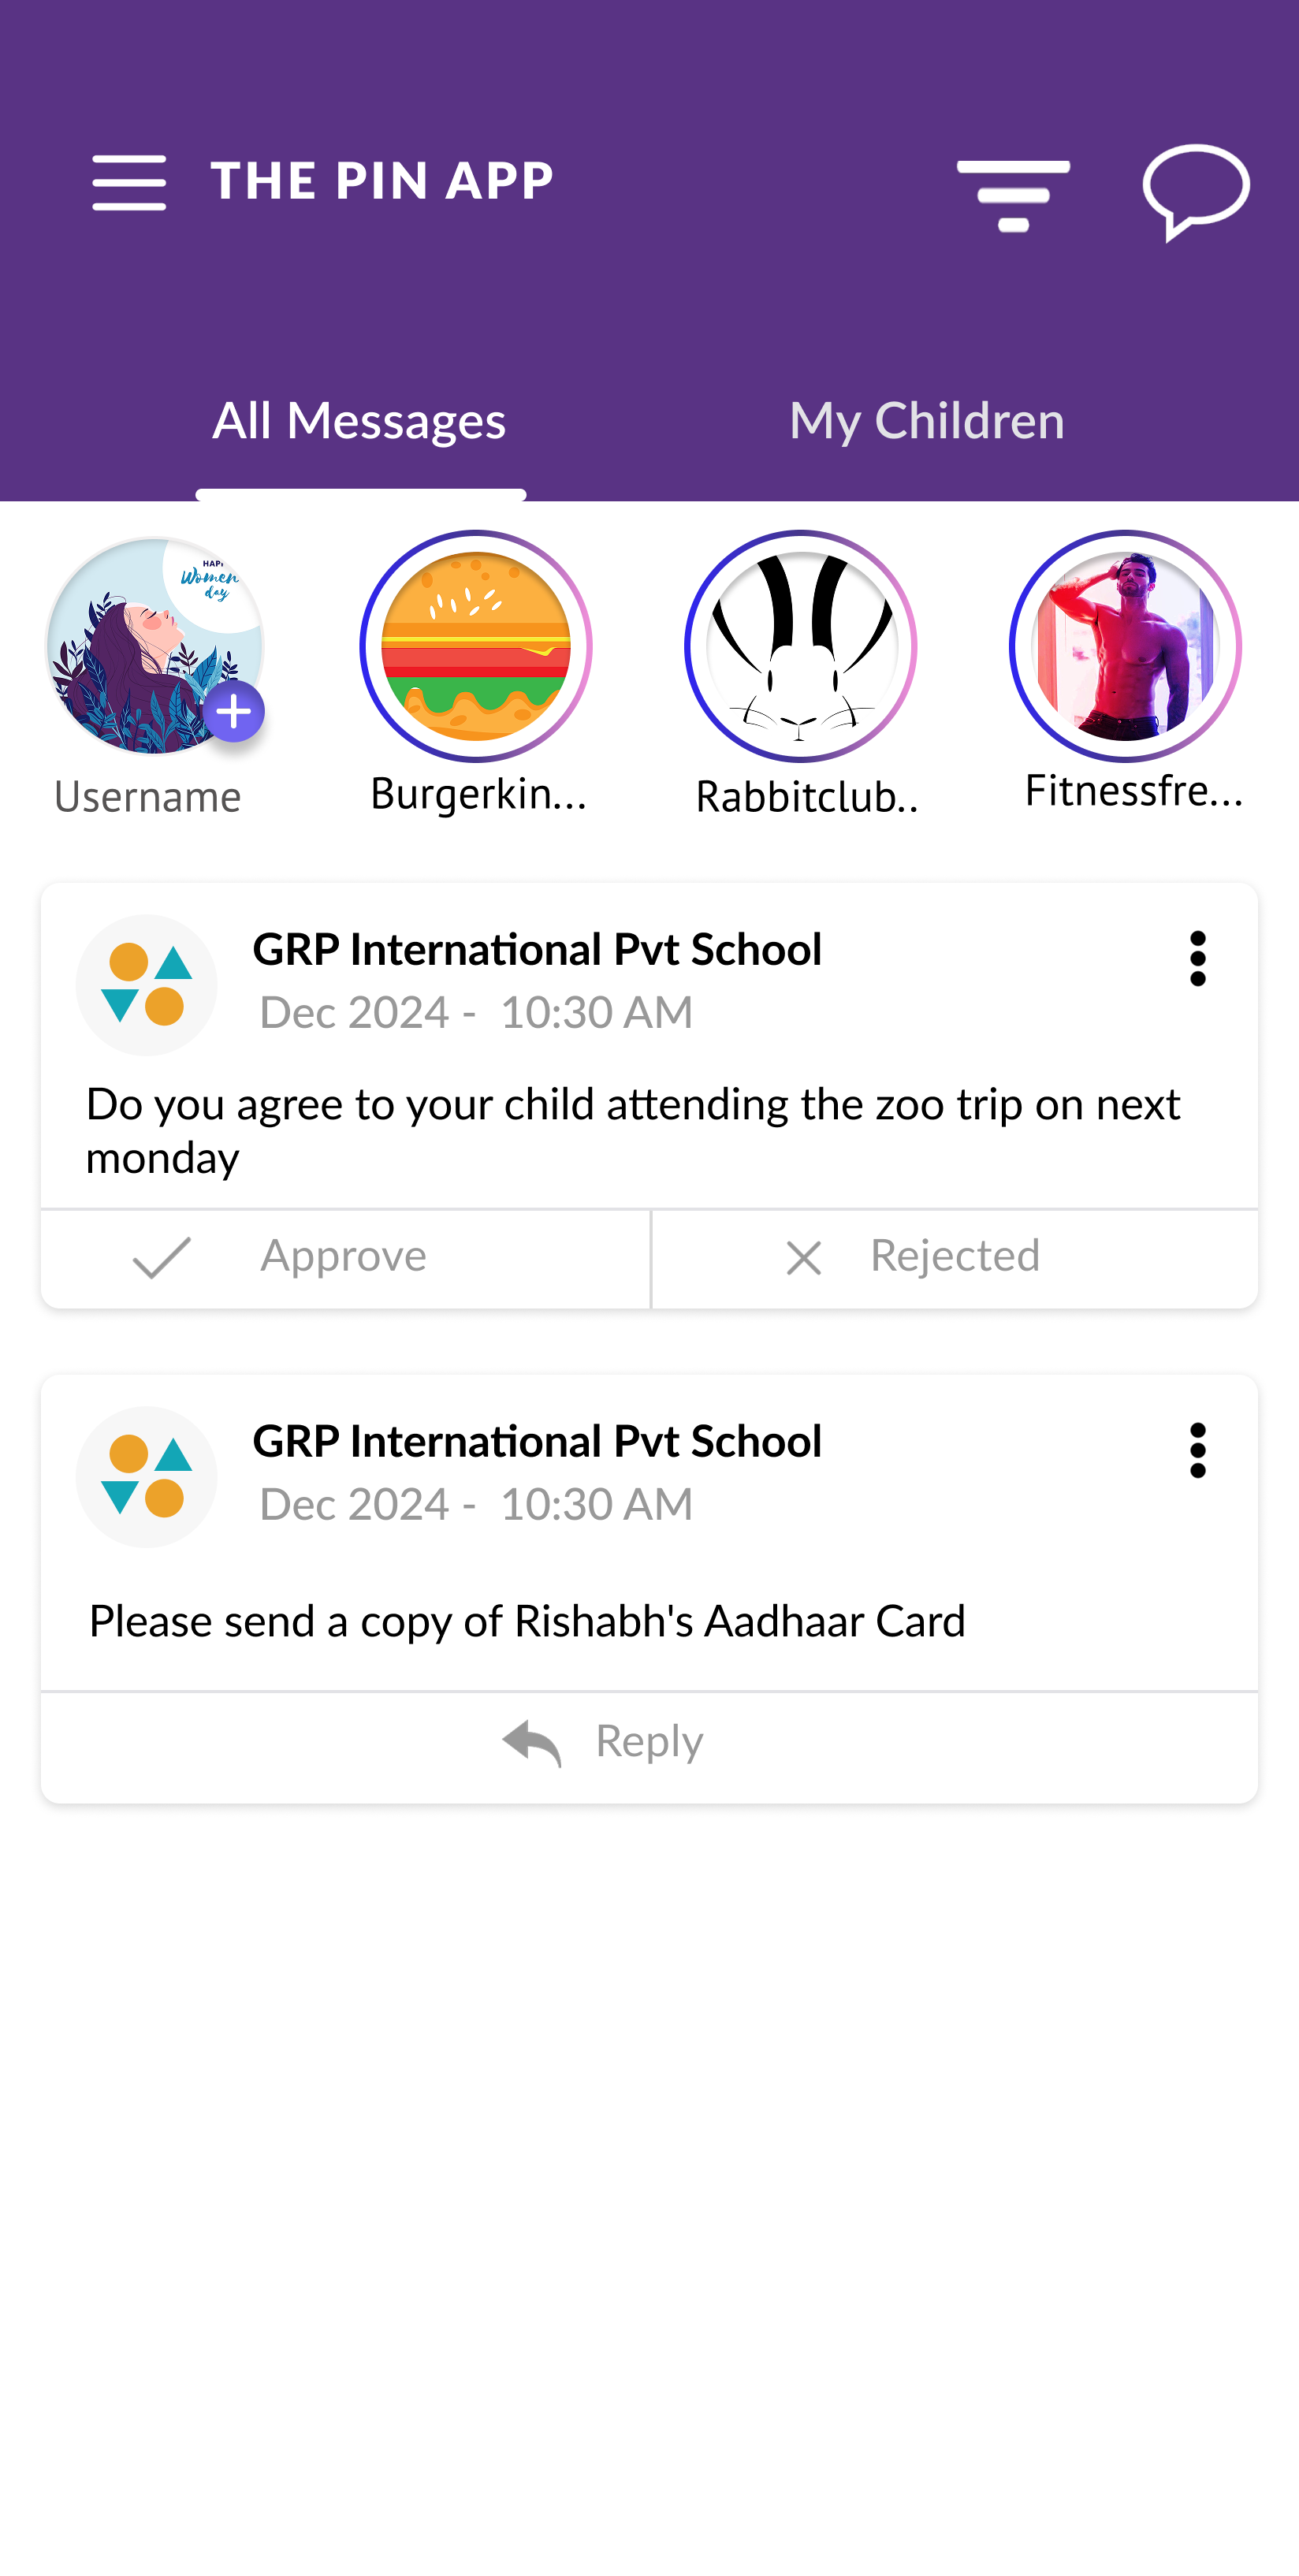 THE PIN APP
All Messages
My Children
HAP
Women
day
Username
Burgerkin...
Rabbitclub..
Fitnessfre...
GRP International Pvt School
Dec 2024 - 10:30 AM
Do you agree to your child attending the zoo trip on next
monday
Approve
Rejected
GRP International Pvt School
Dec 2024 - 10:30 AM
Please send a copy of Rishabh's Aadhaar Card
Reply